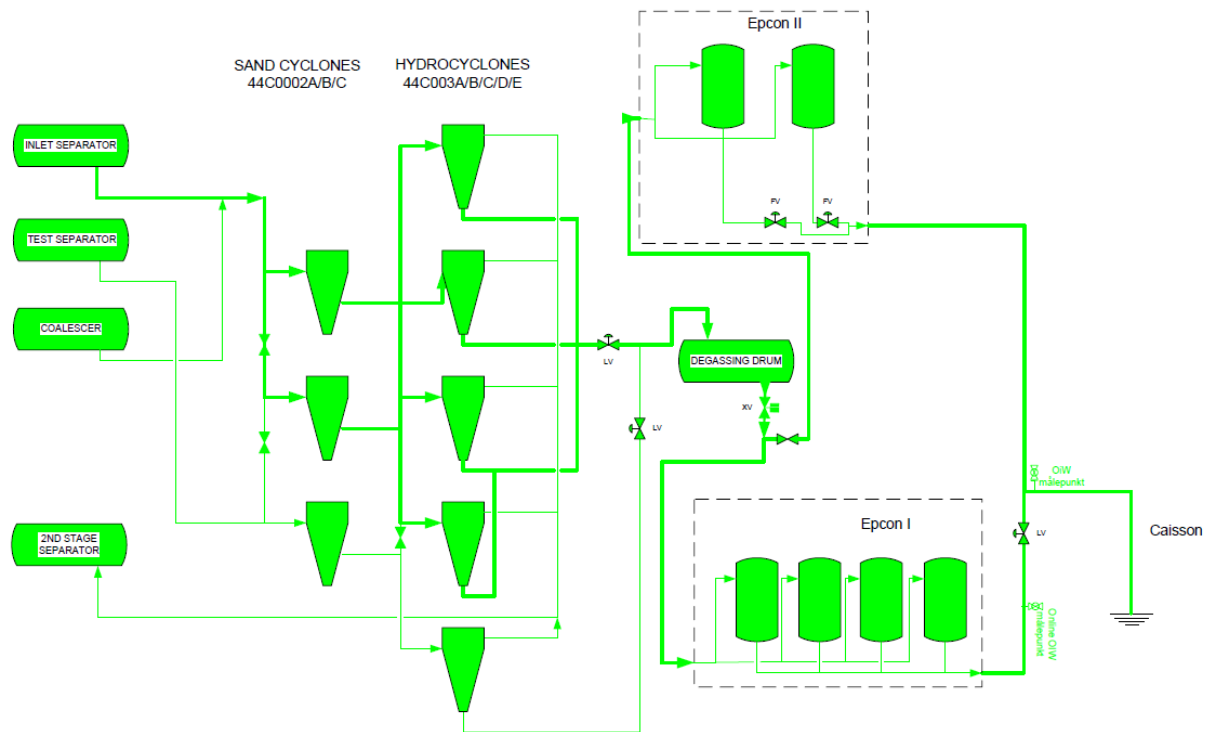 Epcon II
SAND CYCLONES
44C0002A/B/C
HYDROCYCLONES
44C003A/B/C/D/E
INLET SEPARATOR
TEST SEPARATOR
COALESCER
2ND STAGE
SEPARATOR
PV
PV
LV
DEGASSING DRUM
XV
LV
OiW
målepunkt
Epcon I
LV
Caisson
Online OiW
målepunkt